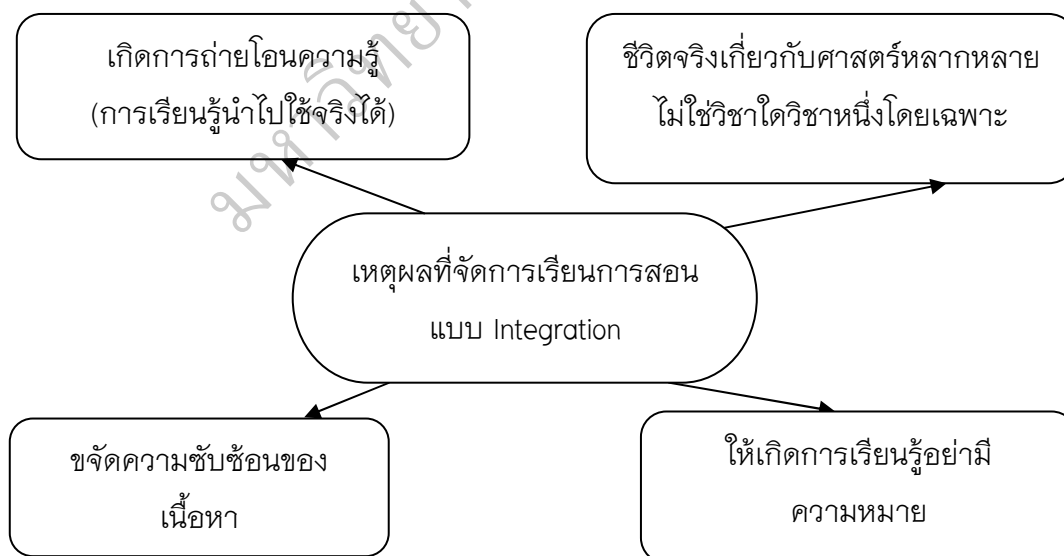 เกิดการถ่ายโอนความรู้
(การเรียนรู้นำไปใช้จริงได้)
ชีวิตจริงเกี่ยวกับศาสตร์หลากหลาย
ไม่ใช่วิชาใดวิชาหนึ่งโดยเฉพาะ
เหตุผลที่จัดการเรียนการสอน
แบบ Integration
ขจัดความซับซ้อนของ
เนื้อหา
ให้เกิดการเรียนรู้อย่ามี
ความหมาย